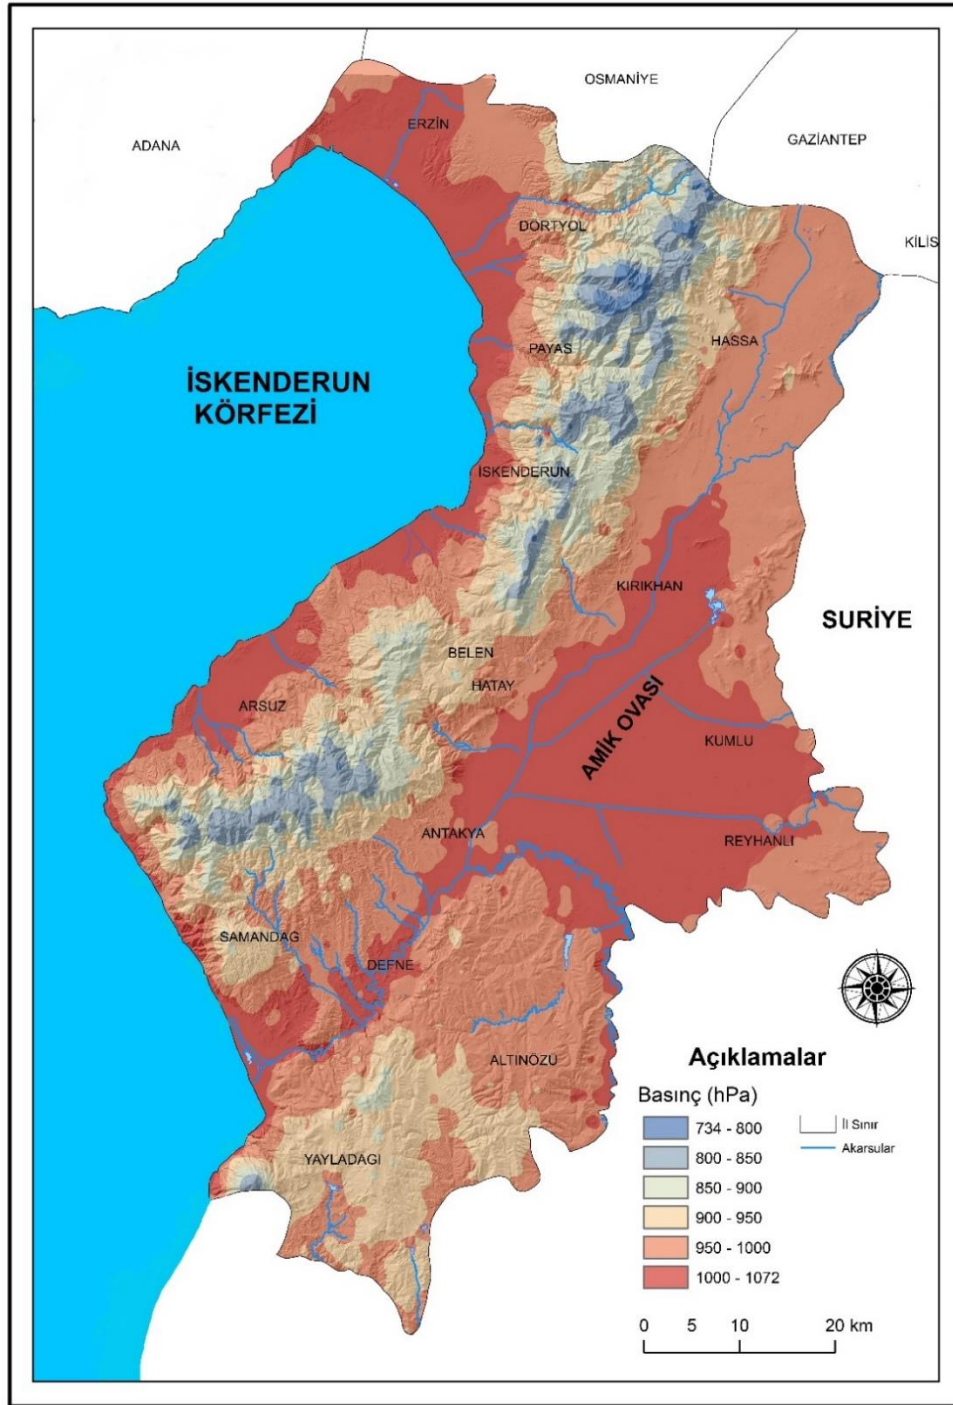 OSMANİYE
ADANA
GAZİANTEP
ERZİN
KİLİS
DÖRTYOL
HASSA
PAYAS
İSKENDERUN
KÖRFEZİ
İSKENDERUN
KIRIKHAN
SURİYE
BELEN
HATAY
ARSUZ
AMİK OVASI
KUMLU
ANTAKYA
REYHANLI
SAMANDAG
DEFNE
ALTINÖZÜ
YAYLADAGI
Açıklamalar
Basınç (hPa)
734 - 800
800 - 850
850 - 900
900 - 950
950 - 1000
1000 - 1072
İl Sınır
Akarsular
0 5 10 20 km